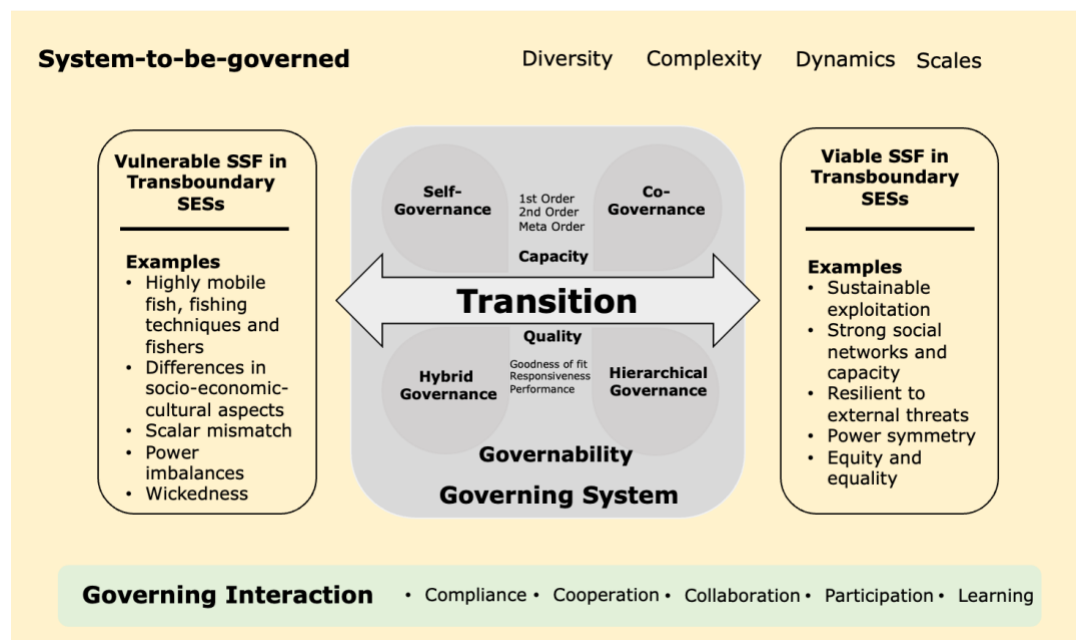 System-to-be-governed
Diversity Complexity Dynamics Scales
Vulnerable SSF in
Transboundary
SESs
Examples
• Highly mobile
fish, fishing
techniques and
fishers
• Differences in
socio-economic-
cultural aspects
• Scalar mismatch
• Power
imbalances
• Wickedness
Self-
Governance
1st Order
2nd Order
Meta Order
Capacity
Co-
Governance
Transition
Quality
Goodness of fit
Responsiveness
Performance
Hybrid
Governance
Hierarchical
Governance
Governability
Governing System
Viable SSF in
Transboundary
SESs
Examples
• Sustainable
exploitation
• Strong social
networks and
capacity
• Resilient to
external threats
• Power symmetry
• Equity and
equality
Governing Interaction • Compliance • Cooperation • Collaboration • Participation • Learning